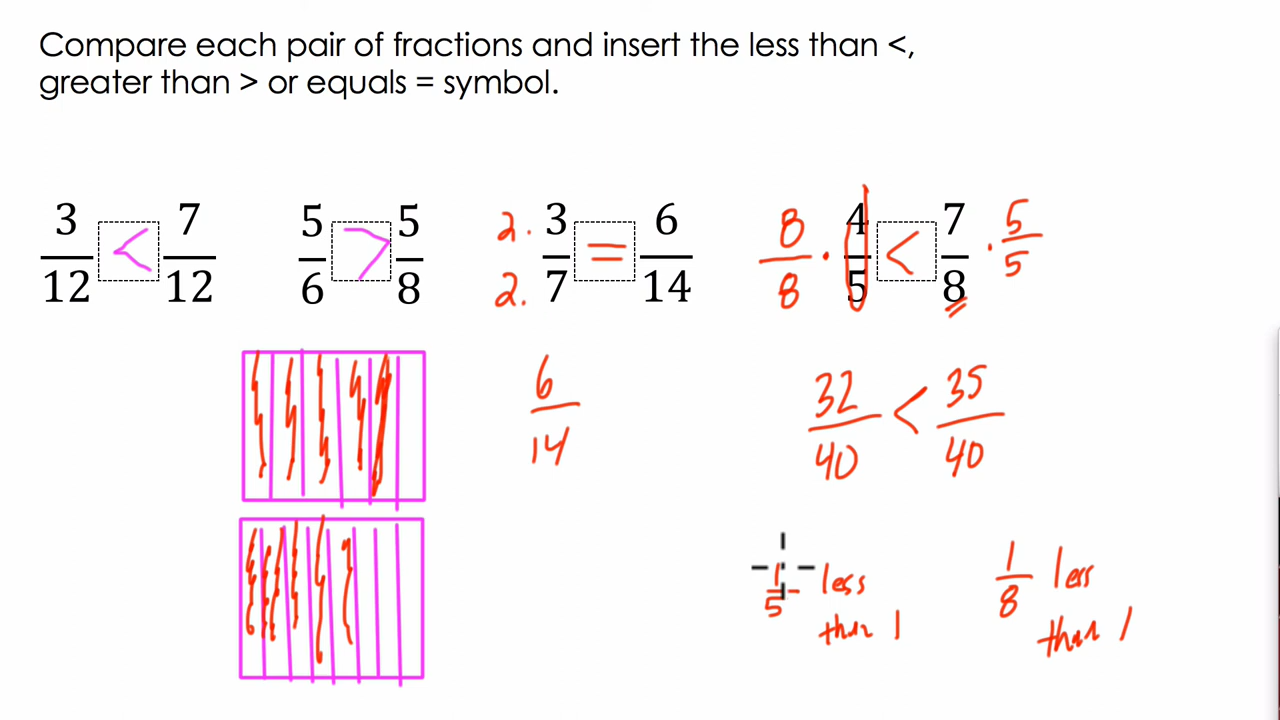 Compare each pair of fractions and insert the less than <,
greater than > or equals = symbol.
3/12 < 7/12
5/6 > 5/8
2 · 3 / 2 · 7 = 6/14
8/8 · 4/5 < 7/8 · 5/5
6/14
32/40 < 35/40
1/5 less
than 1
1/8 less
than 1